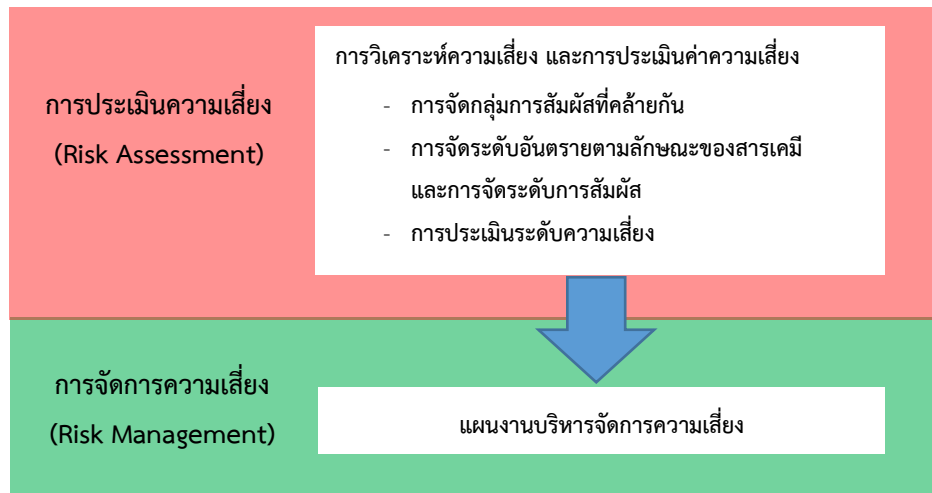 การประเมินความเสี่ยง
(Risk Assessment)
การวิเคราะห์ความเสี่ยง และการประเมินค่าความเสี่ยง
- การจัดกลุ่มการสัมผัสที่คล้ายกัน
- การจัดระดับอันตรายตามลักษณะของสารเคมี
และการจัดระดับการสัมผัส
- การประเมินระดับความเสี่ยง
การจัดการความเสี่ยง
(Risk Management)
แผนงานบริหารจัดการความเสี่ยง